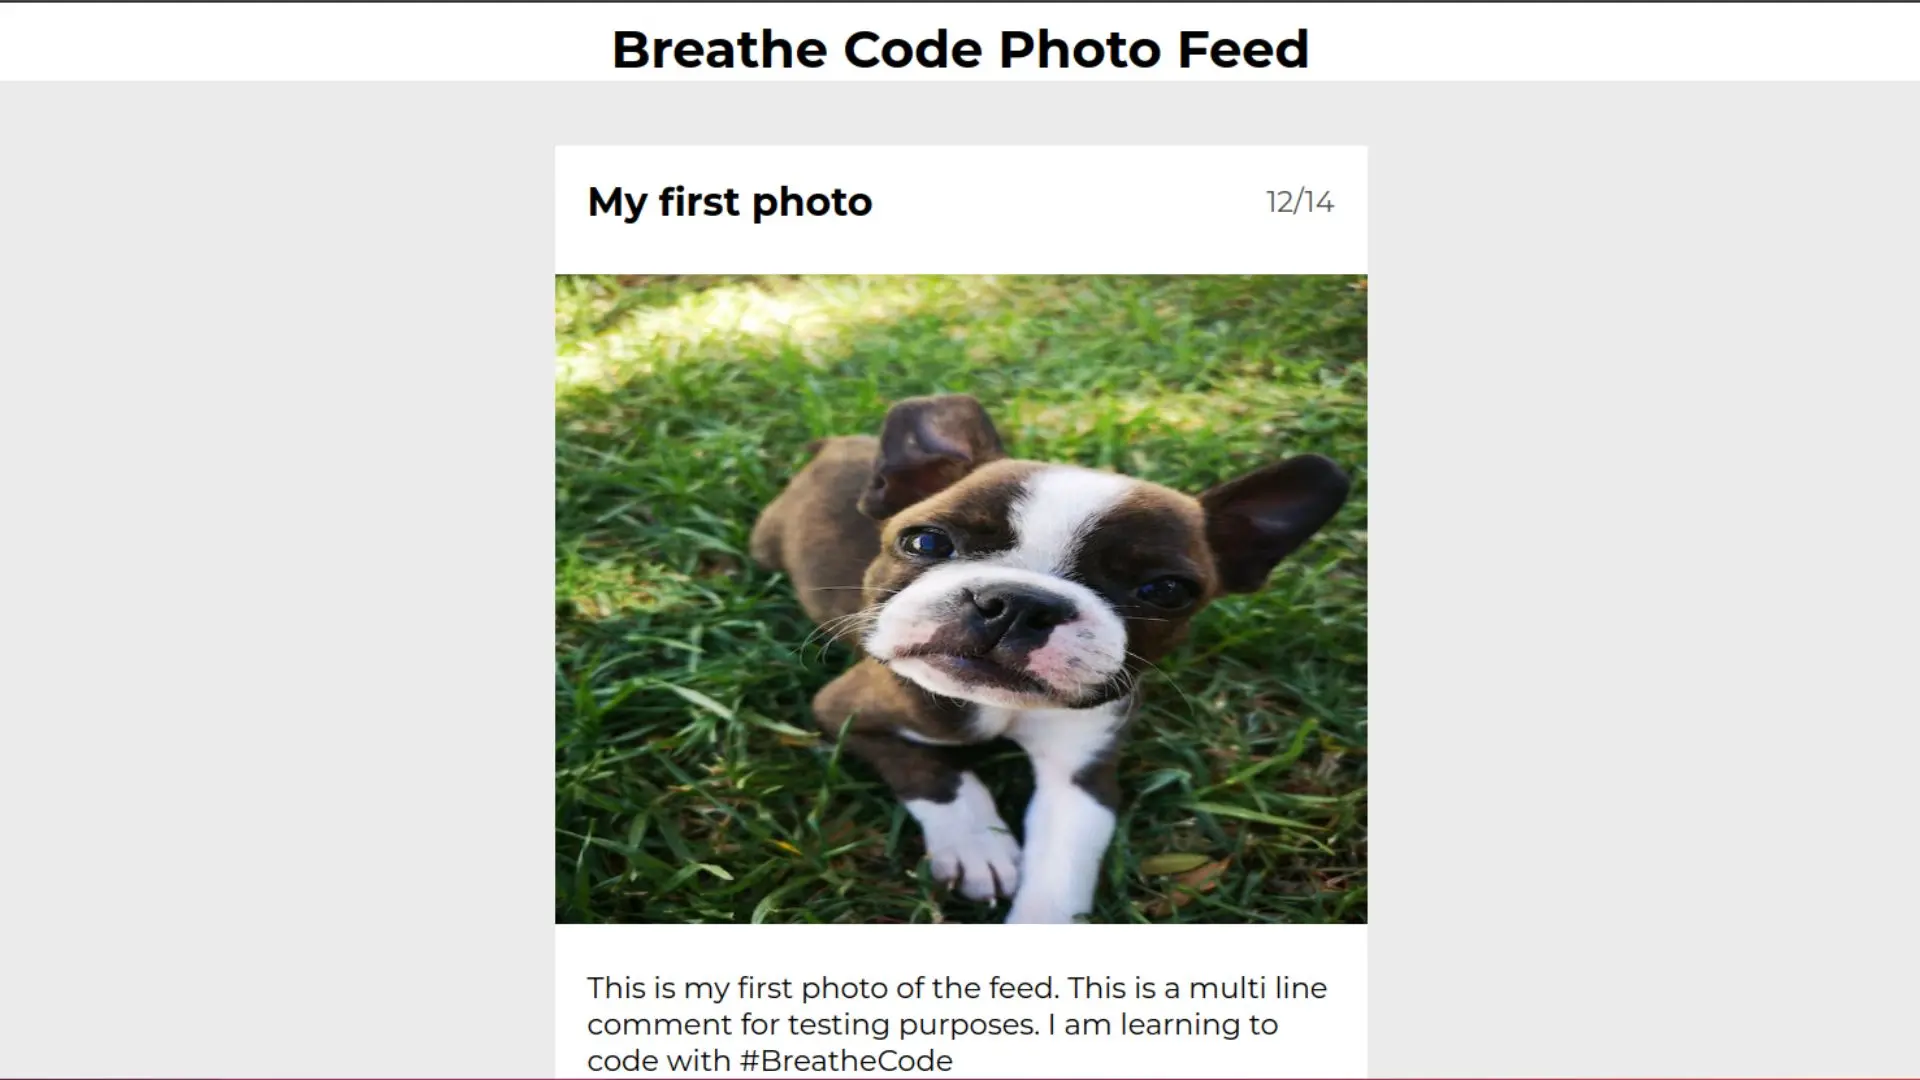 Breathe Code Photo Feed
My first photo
12/14
This is my first photo of the feed. This is a multi line
comment for testing purposes. I am learning to
code with #BreatheCode